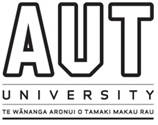 AUT
UNIVERSITY
TE WĀNANGA ARONUI O TAMAKI MAKAU RAU